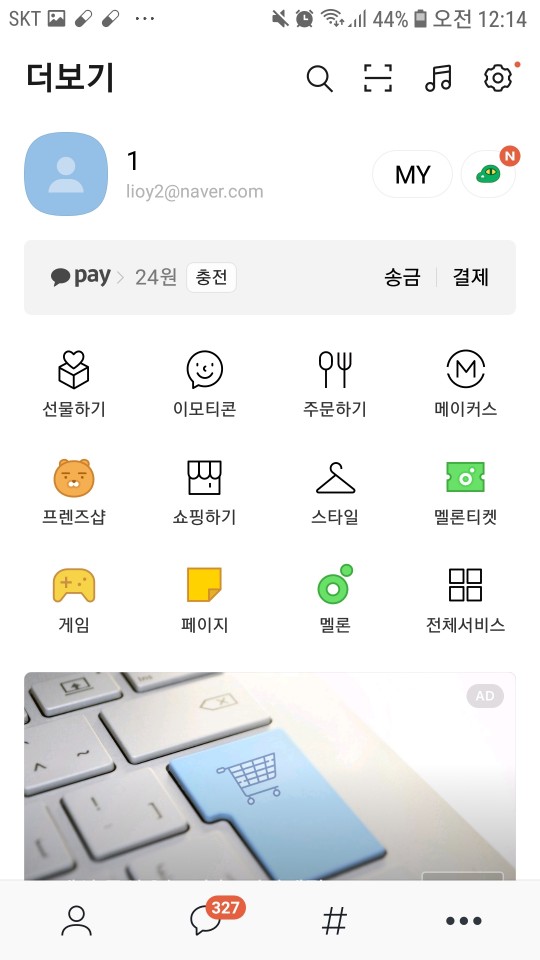 SKT 44% 오전 12:14
더보기
1
lioy2@naver.com
MY
N
pay 24원 충전 송금 결제
선물하기 이모티콘 주문하기 메이커스
프렌즈샵 쇼핑하기 스타일 멜론티켓
게임 페이지 멜론 전체서비스
AD
327